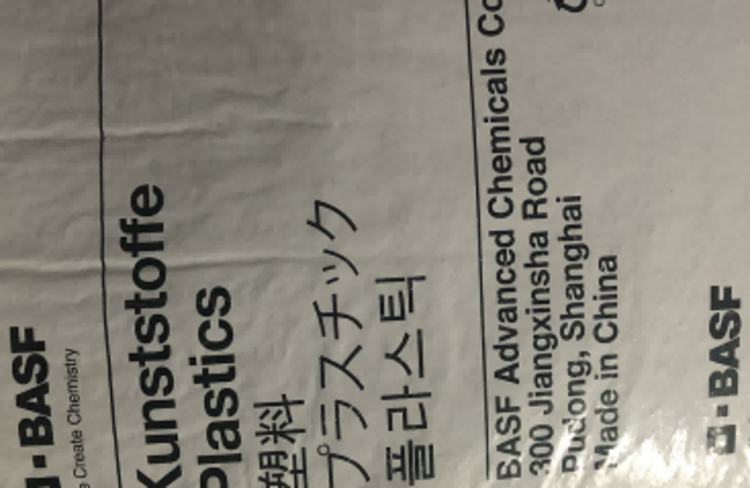 BASF
Create Chemistry
Kunststoffe
Plastics
塑料
プラスチック
플라스틱
BASF Advanced Chemicals Co
300 Jiangxinsha Road
Pudong, Shanghai
Made in China
BASF